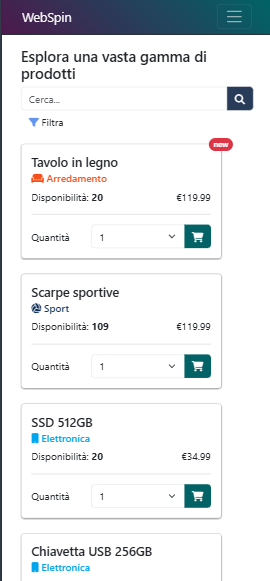 WebSpin
Esplora una vasta gamma di
prodotti
Cerca...
Filtra
new
Tavolo in legno
Arredamento
Disponibilità: 20 €119.99
Quantità 1
Scarpe sportive
Sport
Disponibilità: 109 €119.99
Quantità 1
SSD 512GB
Elettronica
Disponibilità: 20 €34.99
Quantità 1
Chiavetta USB 256GB
Elettronica